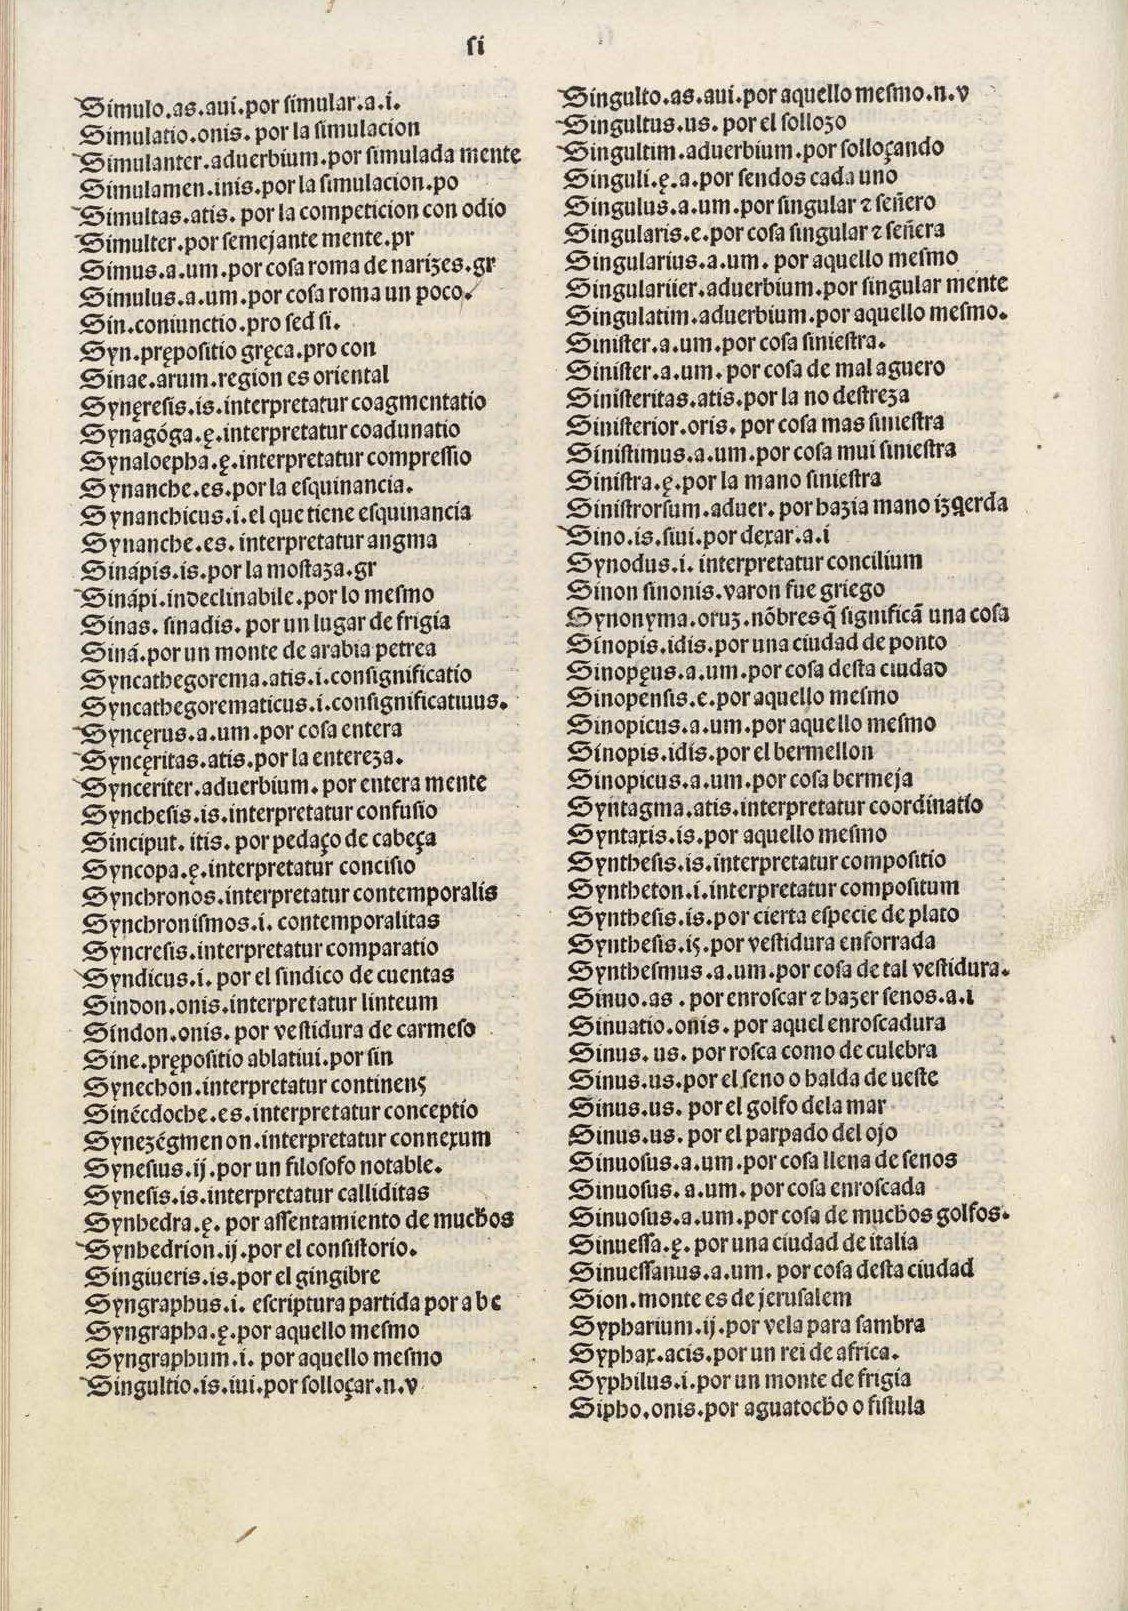 si
Simulo.as.aui.por simular.a.i.
Simulatio.onis.por la simulacion
Simulanter.aduerbium.por simulada mente
Simulamen.inis.por la simulacion.po
Simultas.atis.por la competicion con odio
Simulter.por semejante mente.pr
Simus.a.um.por cosa roma de narizes.gr
Simulus.a.um.por cosa roma un poco.
Sin.coniunctio.pro sed si.
Syn.prępositio gręca.pro con
Sinae.arum.region es oriental
Synęresis.is.interpretatur coagmentatio
Synagóga.ę.interpretatur coadunatio
Synaloepha.ę.interpretatur compressio
Synanche.es.por la esquinancia.
Synanchicus.i.el que tiene esquinancia
Synanche.es.interpretatur angina
Sinápis.is.por la mostaza.gr
Sinápi.indeclinabile.por lo mesmo
Sinas.sinadis.por un lugar de frigia
Siná.por un monte de arabia petrea
Syncathegorema.atis.i.consignificatio
Syncathegorematicus.i.consignificatiuus.
Syncęrus.a.um.por cosa entera
Syncęritas.atis.por la entereza.
Synceriter.aduerbium.por entera mente
Synchesis.is.interpretatur confusio
Sinciput.itis.por pedaço de cabeça
Syncopa.ę.interpretatur concisio
Synchronos.interpretatur contemporalis
Synchronismos.i.contemporalitas
Syncresis.interpretatur comparatio
Syndicus.i.por el sindico de cuentas
Sindon.onis.interpretatur linteum
Sindon.onis.por vestidura de carmeso
Sine.prępositio ablatiui.por sin
Synechon.interpretatur continens
Sinécdoche.es.interpretatur conceptio
Synezégmenon.interpretatur connexum
Synesius.ij.por un filosofo notable.
Synesis.is.interpretatur calliditas
Synhedra.ę.por assentamiento de muchos
Synhedrion.ij.por el consistorio.
Singiueris.is.por el gingibre
Syngraphus.i.escriptura partida por a b c
Syngrapha.ę.por aquello mesmo
Syngraphum.i.por aquello mesmo
Singultio.is.iui.por solloçar.n.v
Singulto.as.aui.por aquello mesmo.n.v
Singultus.us.por el sollozo
Singultim.aduerbium.por solloçando
Singuli.ę.a.por sendos cada uno
Singulus.a.um.por singular ⁊ señero
Singularis.e.por cosa singular ⁊ señera
Singularius.a.um.por aquello mesmo
Singulariter.aduerbium.por singular mente
Singulatim.aduerbium.por aquello mesmo.
Sinister.a.um.por cosa siniestra.
Sinister.a.um.por cosa de mal aguero
Sinisteritas.atis.por la no destreza
Sinisterior.oris.por cosa mas siniestra
Sinistimus.a.um.por cosa mui siniestra
Sinistra.ę.por la mano siniestra
Sinistrorsum.aduer.por hazia mano izqerda
Sino.is.siui.por dexar.a.i
Synodus.i.interpretatur concilium
Sinon sinonis.varon fue griego
Synonyma.oruʒ.nõbres q̃ significã una cosa
Sinopis.idis.por una ciudad de ponto
Sinopęus.a.um.por cosa desta ciudad
Sinopensis.e.por aquello mesmo
Sinopicus.a.um.por aquello mesmo
Sinopis.idis.por el bermellon
Sinopicus.a.um.por cosa bermeja
Syntagma.atis.interpretatur coordinatio
Syntaxis.is.por aquello mesmo
Synthesis.is.interpretatur compositio
Syntheton.i.interpretatur compositum
Synthesis.is.por cierta especie de plato
Synthesis.is.por vestidura enforrada
Synthesinus.a.um.por cosa de tal vestidura.
Sinuo.as.por enroscar ⁊ hazer senos.a.i
Sinuatio.onis.por aquel enroscadura
Sinus.us.por rosca como de culebra
Sinus.us.por el seno o halda de ueste
Sinus.us.por el golfo dela mar
Sinus.us.por el parpado del ojo
Sinuosus.a.um.por cosa llena de senos
Sinuosus.a.um.por cosa enroscada
Sinuosus.a.um.por cosa de muchos golfos.
Sinuessa.ę.por una ciudad de italia
Sinuessanus.a.um.por cosa desta ciudad
Sion.monte es de jerusalem
Sypharium.ij.por vela para sambra
Syphax.acis.por un rei de africa.
Syphilus.i.por un monte de frigia
Sipho.onis.por aguatocho o fistula